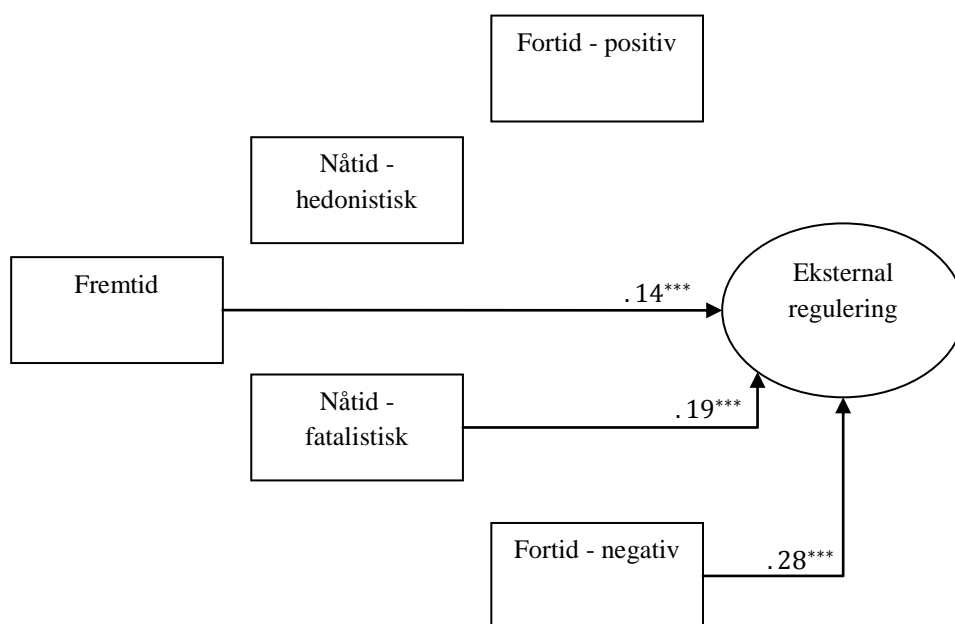 Fortid - positiv
Nåtid -
hedonistisk
Fremtid
Eksternal
regulering
.14***
Nåtid -
fatalistisk
.19***
Fortid - negativ
.28***